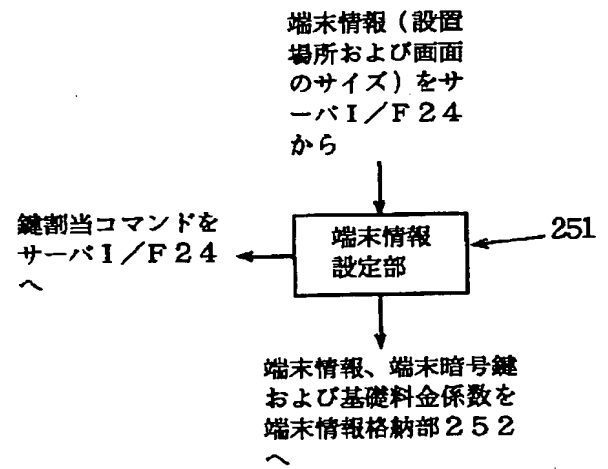 端末情報（設置
場所および画面
のサイズ）をサ
ーバＩ／Ｆ２４
から
鍵割当コマンドを
サーバＩ／Ｆ２４
へ
端末情報
設定部
251
端末情報、端末暗号鍵
および基礎料金係数を
端末情報格納部２５２
へ